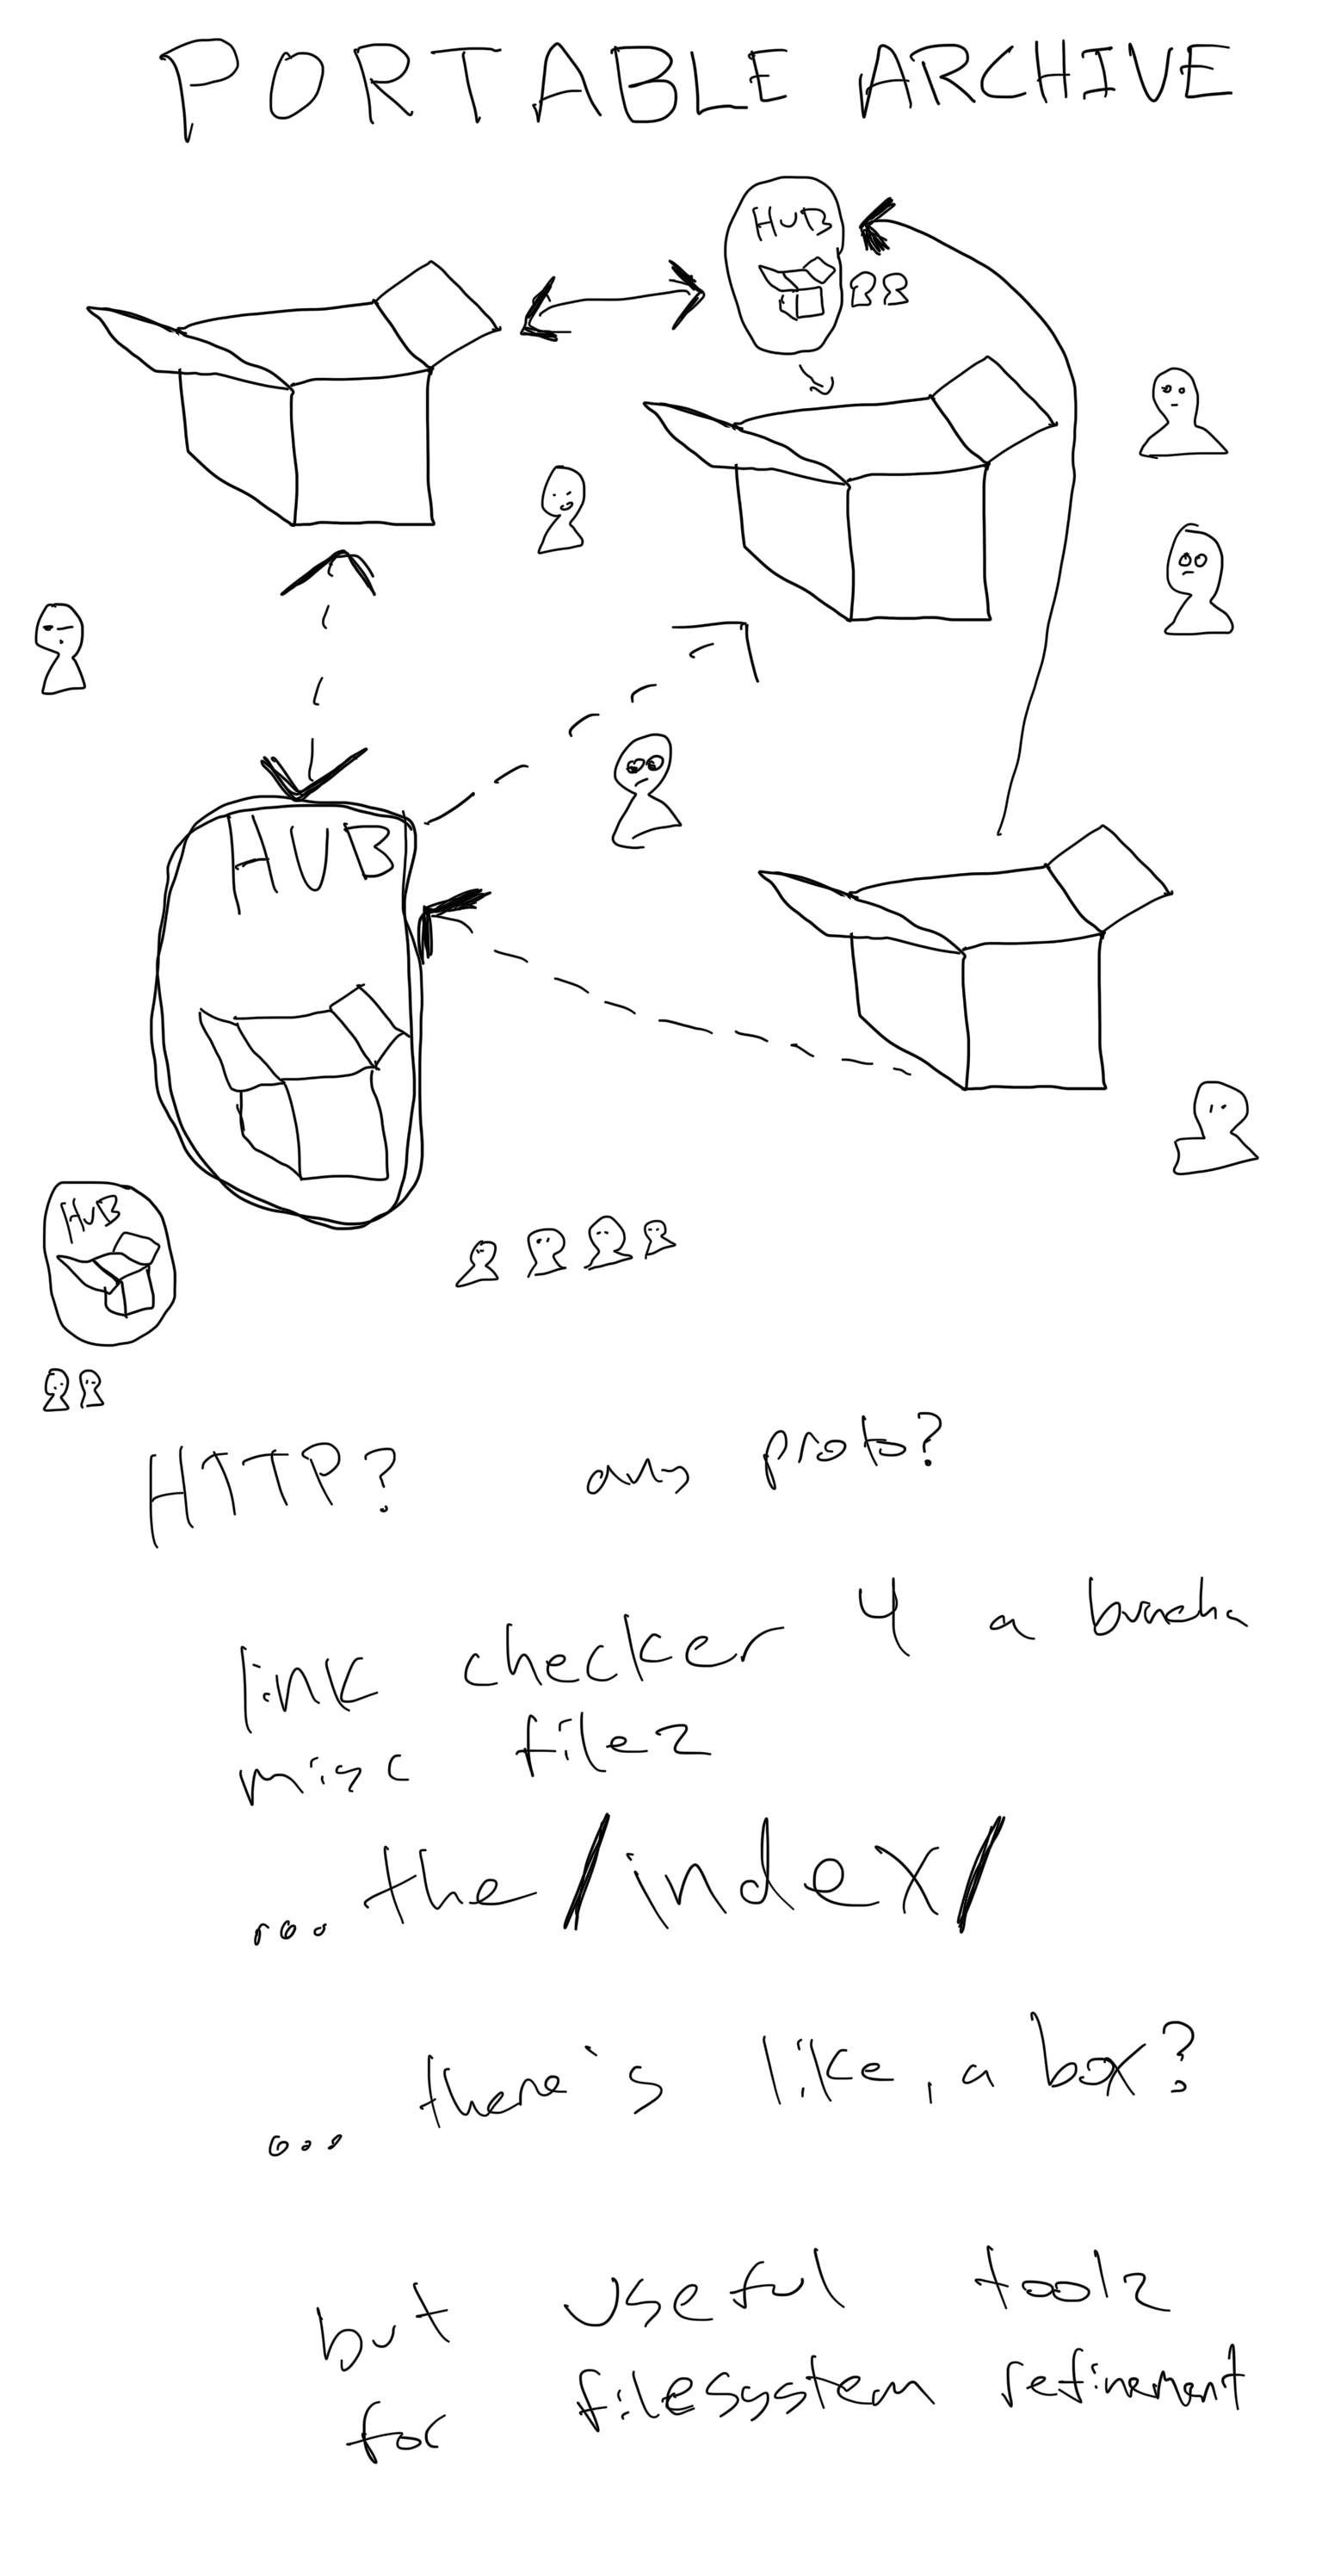 PORTABLE ARCHIVE
HUB
HUB
HUB
HTTP? any proto?
link checker 4 a bunch a
misc filez
... the /index/
... there's like, a box?
but useful toolz
for filesystem refinement